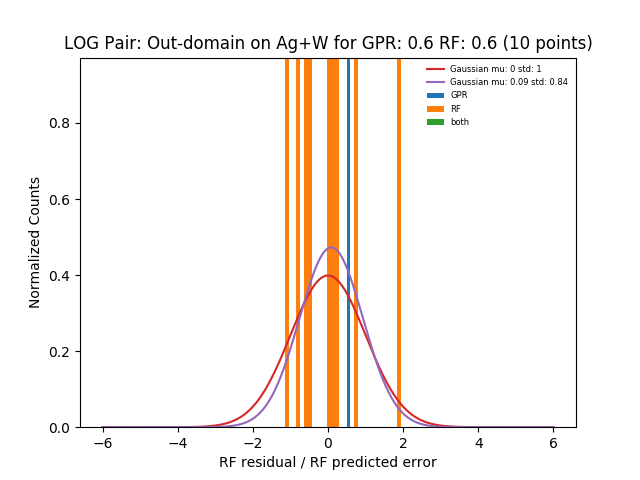 LOG Pair: Out-domain on Ag+W for GPR: 0.6 RF: 0.6 (10 points)
Gaussian mu: 0 std: 1
Gaussian mu: 0.09 std: 0.84
GPR
RF
both
Normalized Counts
0.8
0.6
0.4
0.2
0.0
−6 −4 −2 0 2 4 6
RF residual / RF predicted error